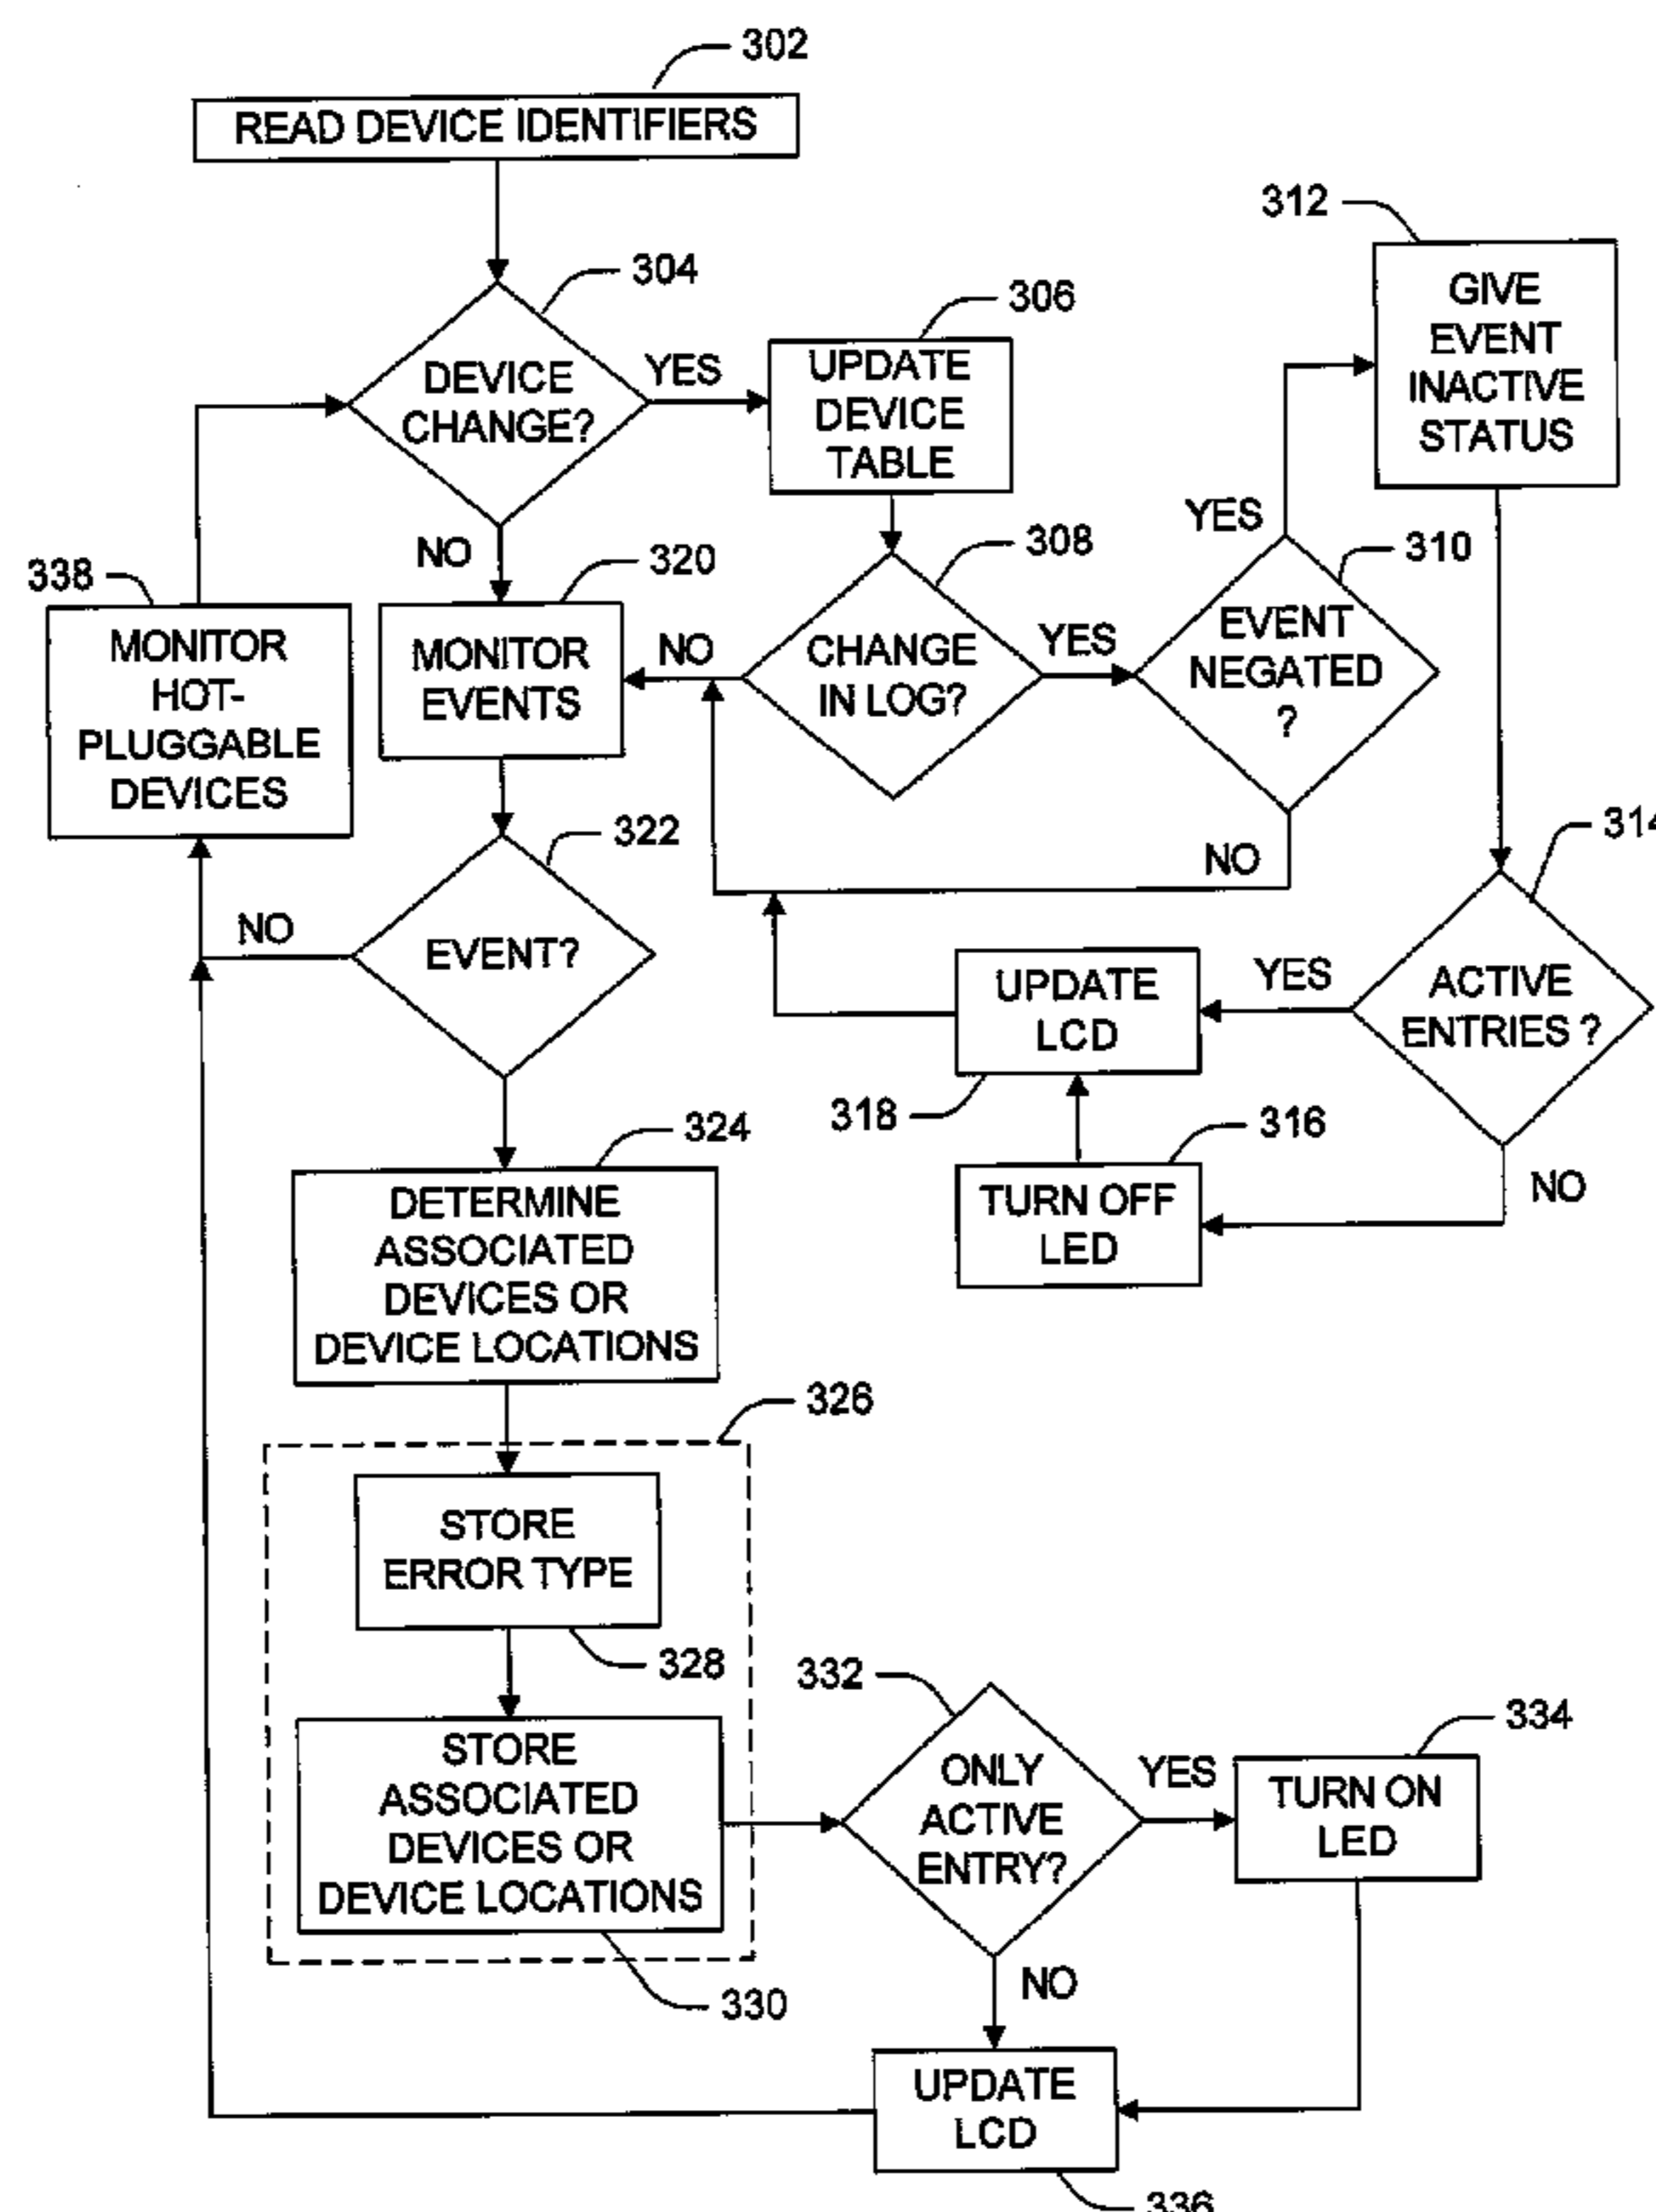 302
READ DEVICE IDENTIFIERS
304
DEVICE
CHANGE?
YES
NO
306
UPDATE
DEVICE
TABLE
312
GIVE
EVENT
INACTIVE
STATUS
338
MONITOR
HOT-
PLUGGABLE
DEVICES
320
MONITOR
EVENTS
NO
308
CHANGE
IN LOG?
YES
YES
310
EVENT
NEGATED
?
NO
322
EVENT?
NO
314
ACTIVE
ENTRIES ?
YES
NO
UPDATE
LCD
318
316
TURN OFF
LED
324
DETERMINE
ASSOCIATED
DEVICES OR
DEVICE LOCATIONS
326
STORE
ERROR TYPE
328
STORE
ASSOCIATED
DEVICES OR
DEVICE LOCATIONS
330
332
ONLY
ACTIVE
ENTRY?
YES
NO
334
TURN ON
LED
UPDATE
LCD
336